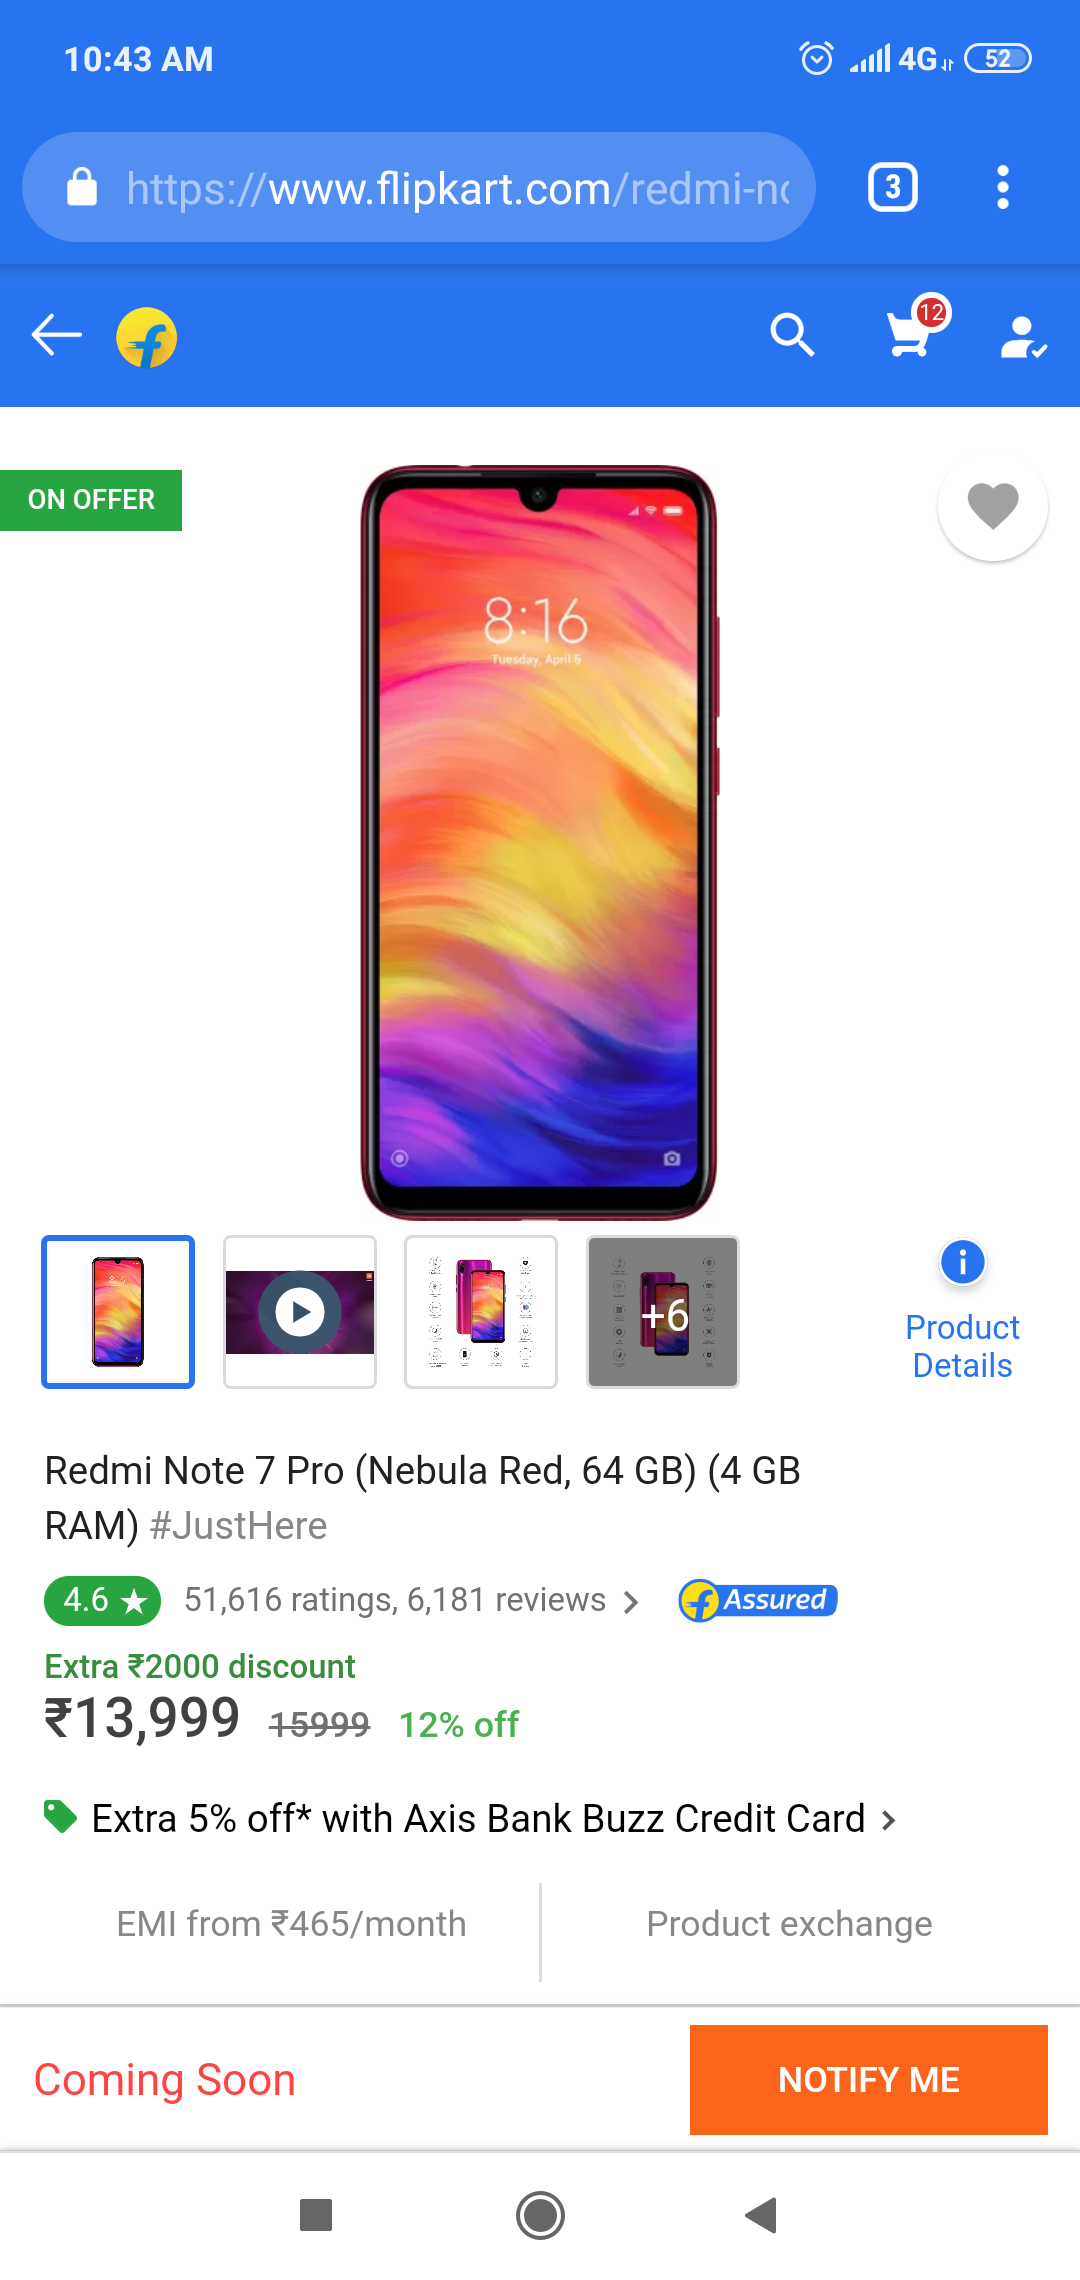 10:43 AM
4G
52
https://www.flipkart.com/redmi-no
3
12
ON OFFER
8:16
Tuesday, April 6
+6
Product
Details
Redmi Note 7 Pro (Nebula Red, 64 GB) (4 GB
RAM) #JustHere
4.6 ★ 51,616 ratings, 6,181 reviews
Assured
Extra ₹2000 discount
₹13,999 15999 12% off
Extra 5% off* with Axis Bank Buzz Credit Card
EMI from ₹465/month
Product exchange
Coming Soon
NOTIFY ME